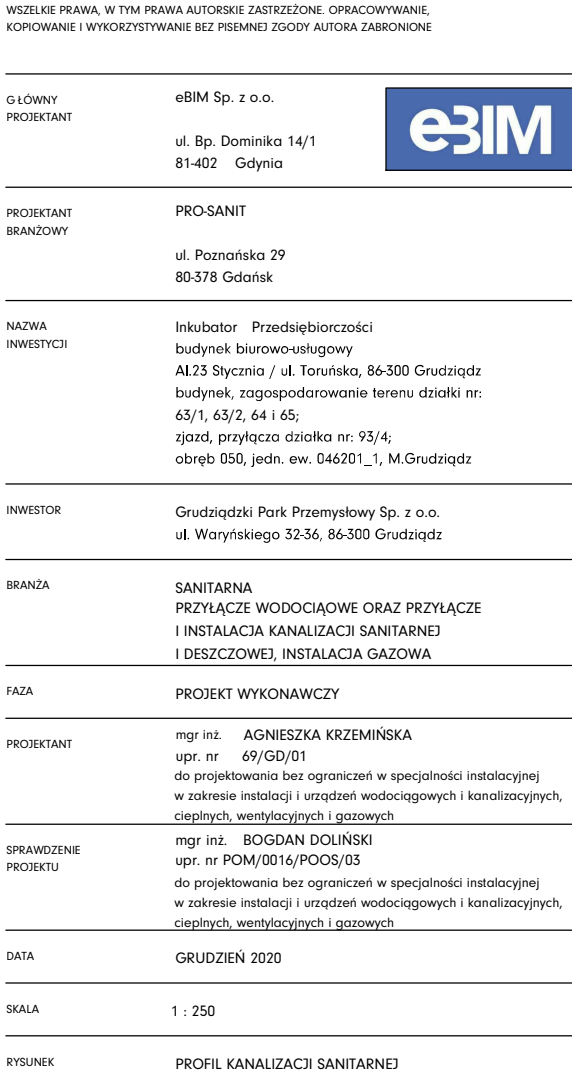 WSZELKIE PRAWA, W TYM PRAWA AUTORSKIE ZASTRZEŻONE. OPRACOWYWANIE,
KOPIOWANIE I WYKORZYSTYWANIE BEZ PISEMNEJ ZGODY AUTORA ZABRONIONE
GŁÓWNY
PROJEKTANT
eBIM Sp. z o.o.
ul. Bp. Dominika 14/1
81-402 Gdynia
eBIM
PROJEKTANT
BRANŻOWY
PRO-SANIT
ul. Poznańska 29
80-378 Gdańsk
NAZWA
INWESTYCJI
Inkubator Przedsiębiorczości
budynek biurowo-usługowy
Al.23 Stycznia / ul. Toruńska, 86-300 Grudziądz
budynek, zagospodarowanie terenu działki nr:
63/1, 63/2, 64 i 65;
zjazd, przyłącza działka nr: 93/4;
obręb 050, jedn. ew. 046201_1, M.Grudziądz
INWESTOR
Grudziądzki Park Przemysłowy Sp. z o.o.
ul. Waryńskiego 32-36, 86-300 Grudziądz
BRANŻA
SANITARNA
PRZYŁĄCZE WODOCIĄOWE ORAZ PRZYŁĄCZE
I INSTALACJA KANALIZACJI SANITARNEJ
I DESZCZOWEJ, INSTALACJA GAZOWA
FAZA
PROJEKT WYKONAWCZY
PROJEKTANT
mgr inż. AGNIESZKA KRZEMIŃSKA
upr. nr 69/GD/01
do projektowania bez ograniczeń w specjalności instalacyjnej
w zakresie instalacji i urządzeń wodociągowych i kanalizacyjnych,
cieplnych, wentylacyjnych i gazowych
SPRAWDZENIE
PROJEKTU
mgr inż. BOGDAN DOLIŃSKI
upr. nr POM/0016/POOS/03
do projektowania bez ograniczeń w specjalności instalacyjnej
w zakresie instalacji i urządzeń wodociągowych i kanalizacyjnych,
cieplnych, wentylacyjnych i gazowych
DATA
GRUDZIEŃ 2020
SKALA
1 : 250
RYSUNEK
PROFIL KANALIZACJI SANITARNEJ